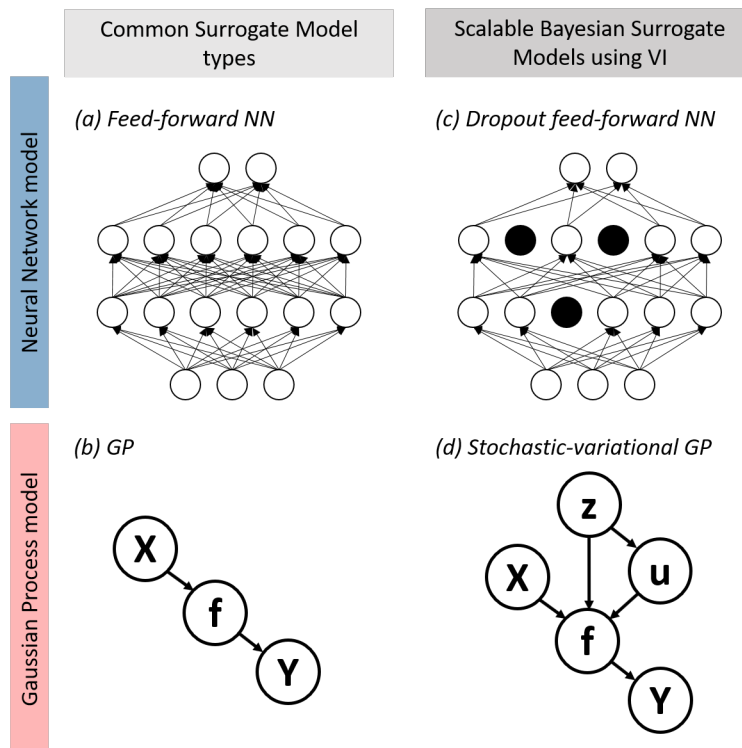 Common Surrogate Model
types
Scalable Bayesian Surrogate
Models using VI
Neural Network model
(a) Feed-forward NN
(c) Dropout feed-forward NN
Gaussian Process model
(b) GP
(d) Stochastic-variational GP
X
f
Y
z
X
u
f
Y